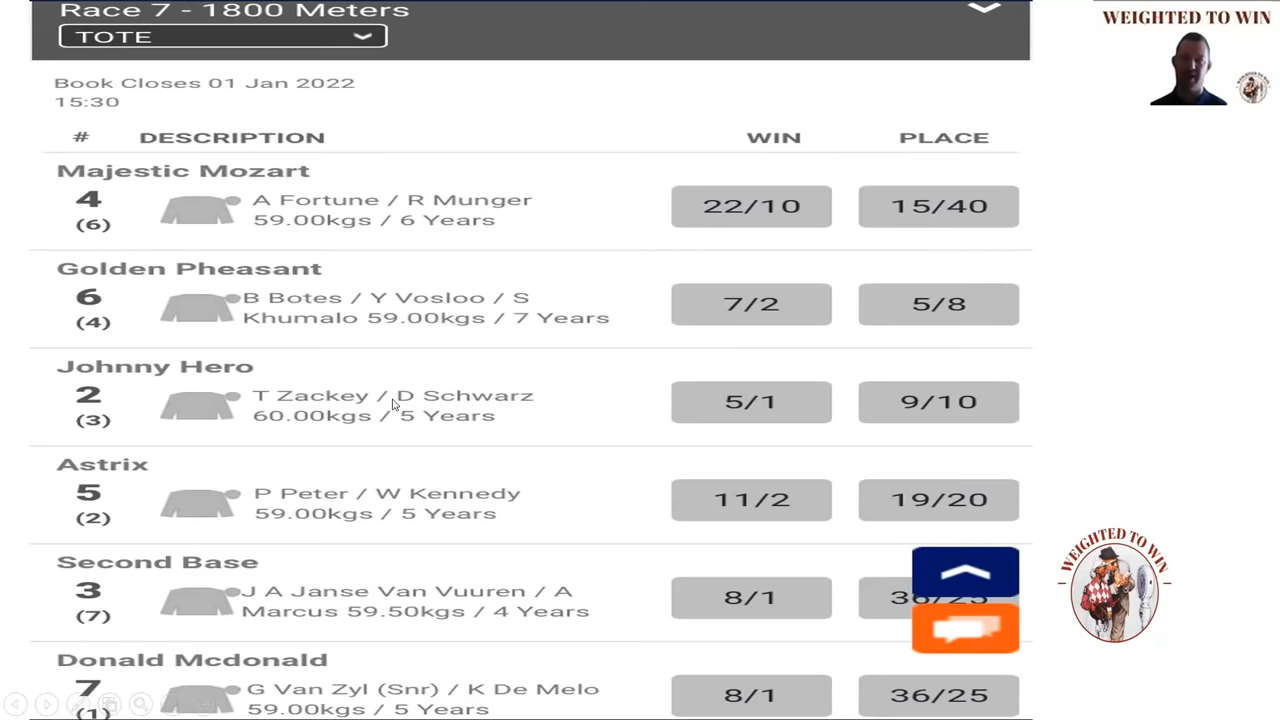 Race 7 - 1800 Meters
TOTE
WEIGHTED TO WIN
Book Closes 01 Jan 2022
15:30
# DESCRIPTION WIN PLACE
Majestic Mozart
4 A Fortune / R Munger 22/10 15/40
(6) 59.00kgs / 6 Years
Golden Pheasant
6 B Botes / Y Vosloo / S 7/2 5/8
(4) Khumalo 59.00kgs / 7 Years
Johnny Hero
2 T Zackey / D Schwarz 5/1 9/10
(3) 60.00kgs / 5 Years
Astrix
5 P Peter / W Kennedy 11/2 19/20
(2) 59.00kgs / 5 Years
Second Base
3 J A Janse Van Vuuren / A 8/1 36/25
(7) Marcus 59.50kgs / 4 Years
Donald Mcdonald
7 G Van Zyl (Snr) / K De Melo 8/1 36/25
(1) 59.00kgs / 5 Years
- WEIGHTED TO WIN -